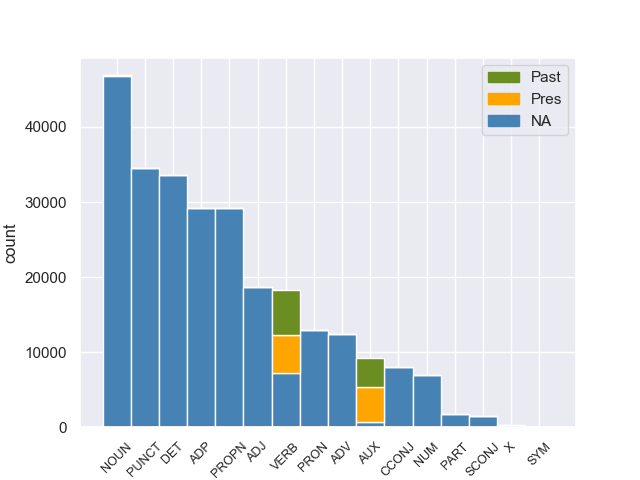 Past
Pres
NA
40000
30000
20000
10000
0
count
NOUN
PUNCT
DET
ADP
PROPN
ADJ
VERB
PRON
ADV
AUX
CCONJ
NUM
PART
SCONJ
X
SYM